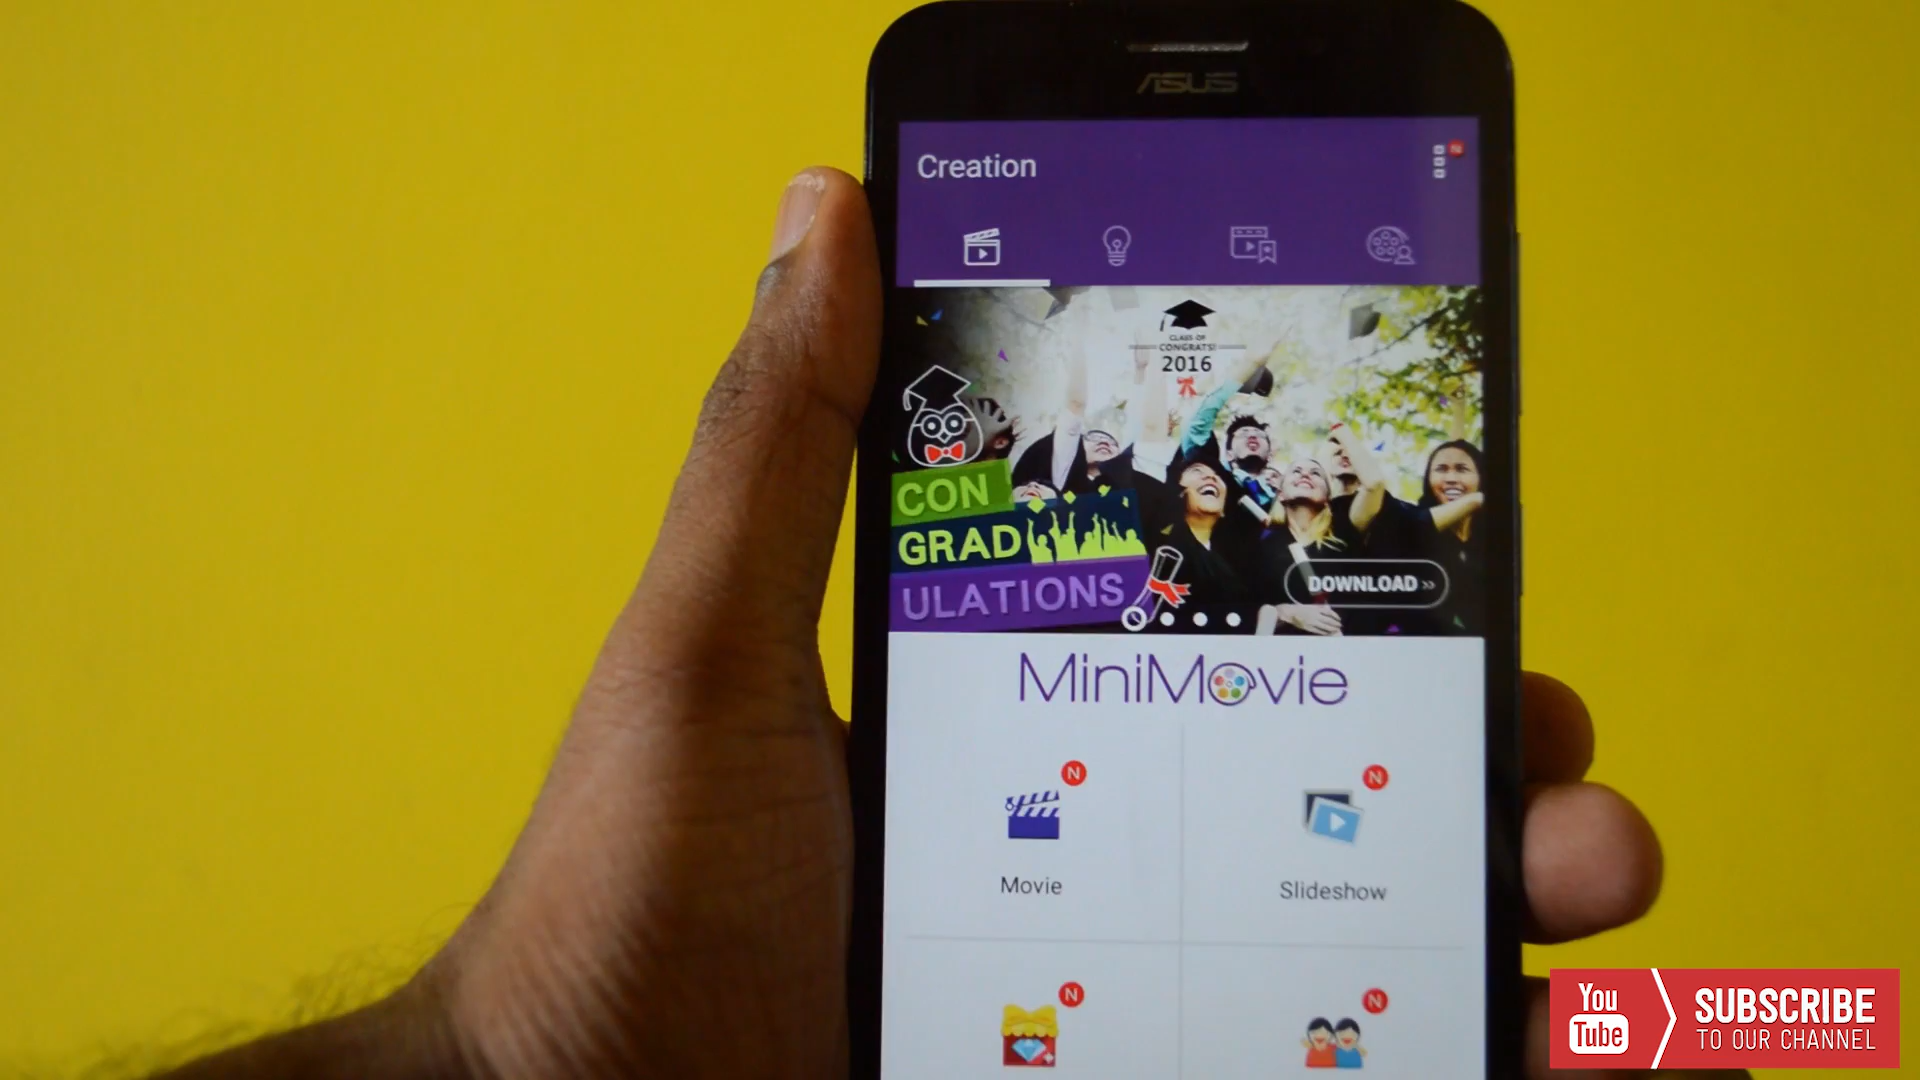 ASUS
Creation
N
CLASS OF
CONGRATS!
2016
CON
GRAD
ULATIONS
DOWNLOAD »
MiniMovie
N
N
Movie
Slideshow
N
N
You
Tube
SUBSCRIBE
TO OUR CHANNEL